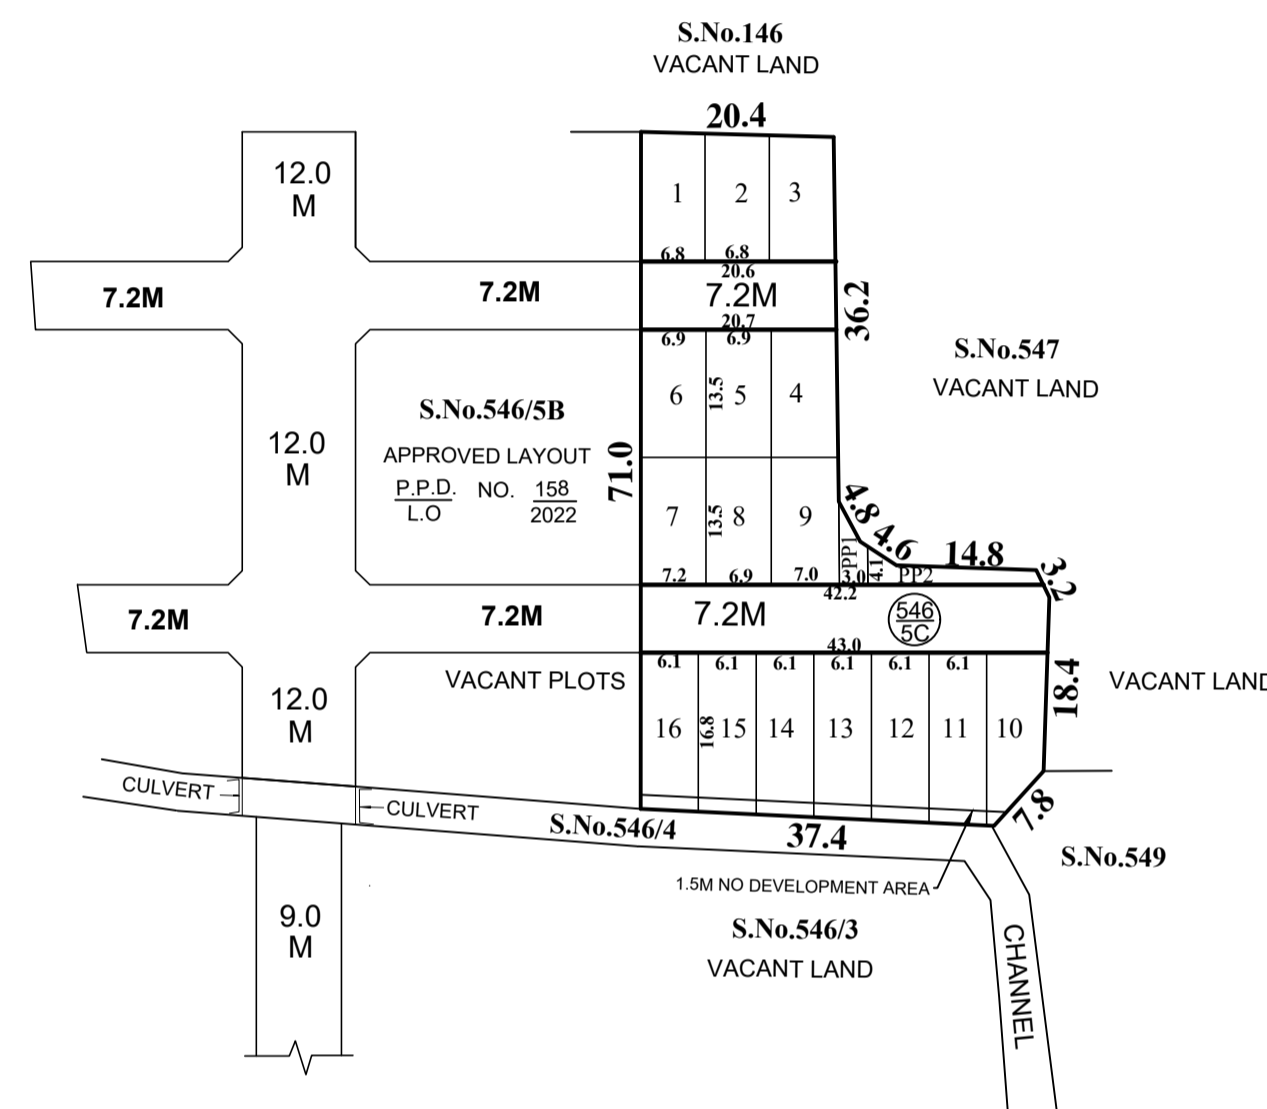 S.No.146
VACANT LAND
20.4
12.0
M
1
2
3
6.8
6.8
20.6
7.2M
7.2M
7.2M
20.7
36.2
6.9
6.9
S.No.547
VACANT LAND
6
13.5
5
4
S.No.546/5B
APPROVED LAYOUT
P.P.D. NO. 158
L.O 2022
12.0
M
71.0
7
13.5
8
9
4.8
4.6
14.8
3.2
PP1
4.1
PP2
7.2
6.9
7.0
3.0
42.2
7.2M
7.2M
7.2M
546
5C
43.0
6.1
6.1
6.1
6.1
6.1
6.1
VACANT PLOTS
18.4
VACANT LAND
12.0
M
16
16.8
15
14
13
12
11
10
CULVERT
CULVERT
S.No.546/4
37.4
7.8
S.No.549
1.5M NO DEVELOPMENT AREA
9.0
M
S.No.546/3
VACANT LAND
CHANNEL